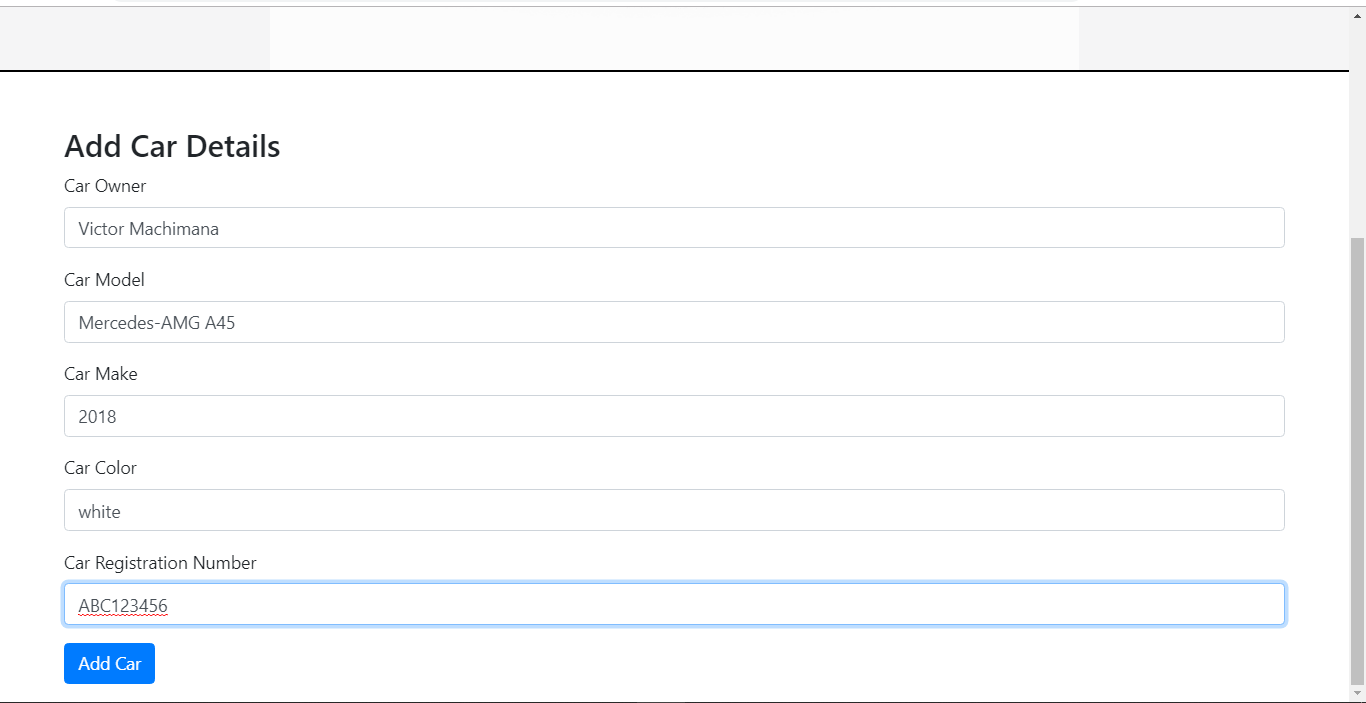 Add Car Details
Car Owner
Victor Machimana
Car Model
Mercedes-AMG A45
Car Make
2018
Car Color
white
Car Registration Number
ABC123456
Add Car